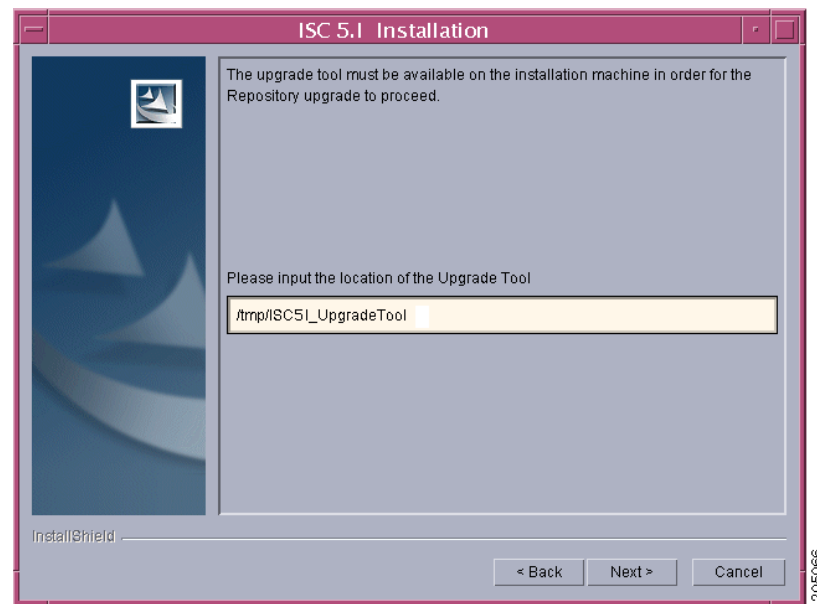 ISC 5.1 Installation
The upgrade tool must be available on the installation machine in order for the
Repository upgrade to proceed.
Please input the location of the Upgrade Tool
/tmp/ISC51_UpgradeTool
InstallShield
< Back Next > Cancel
205066